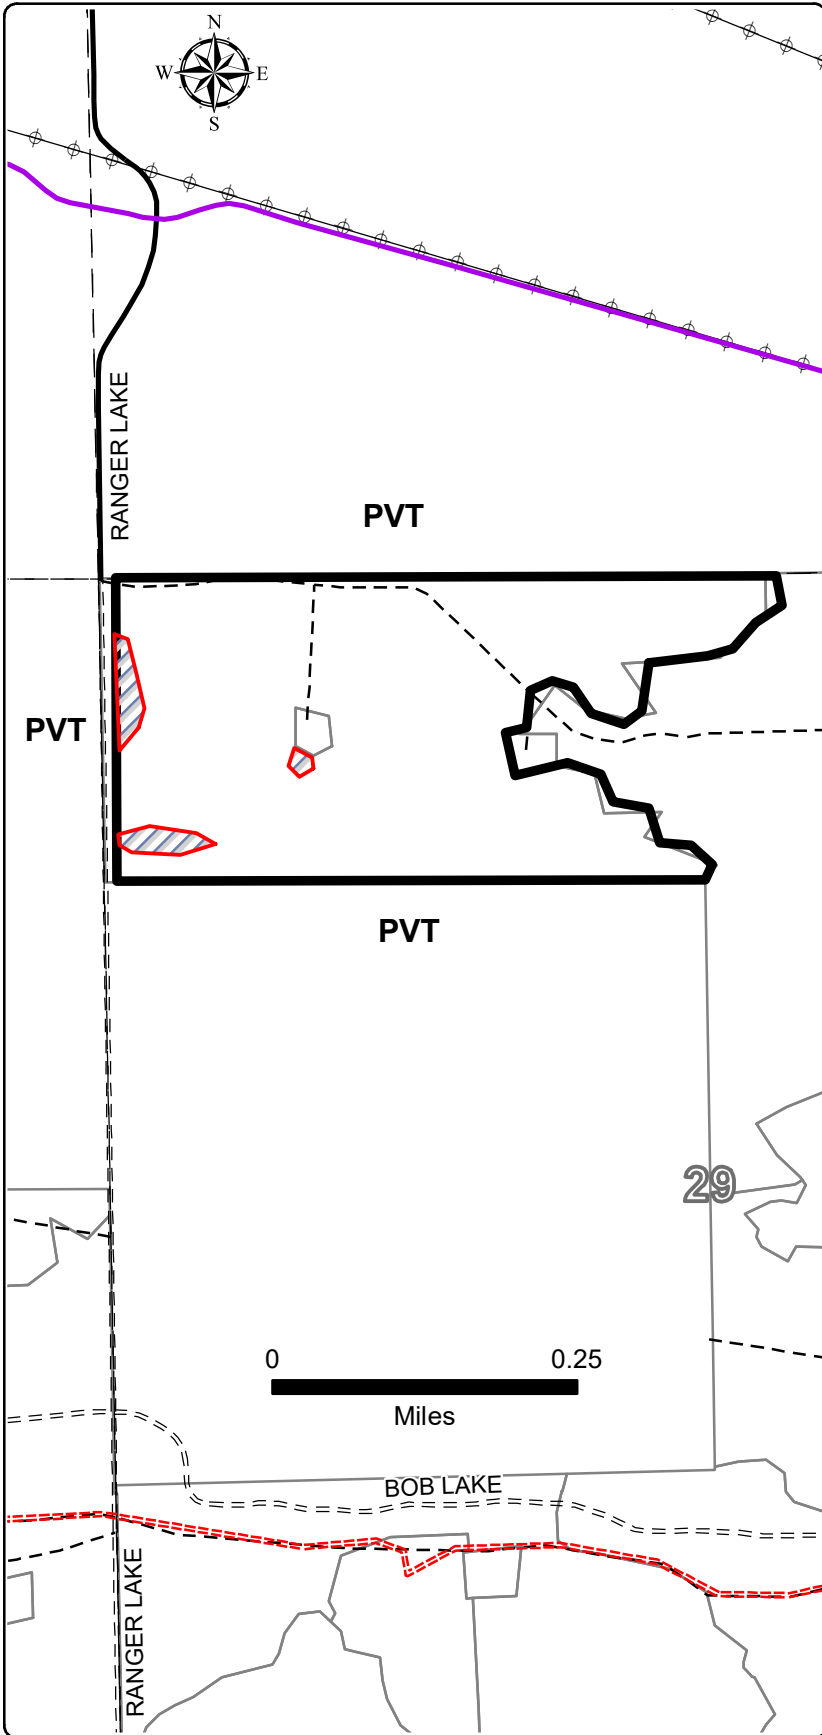 N
W E
S
RANGER LAKE
PVT
PVT
PVT
29
0 0.25
Miles
BOB LAKE
RANGER LAKE